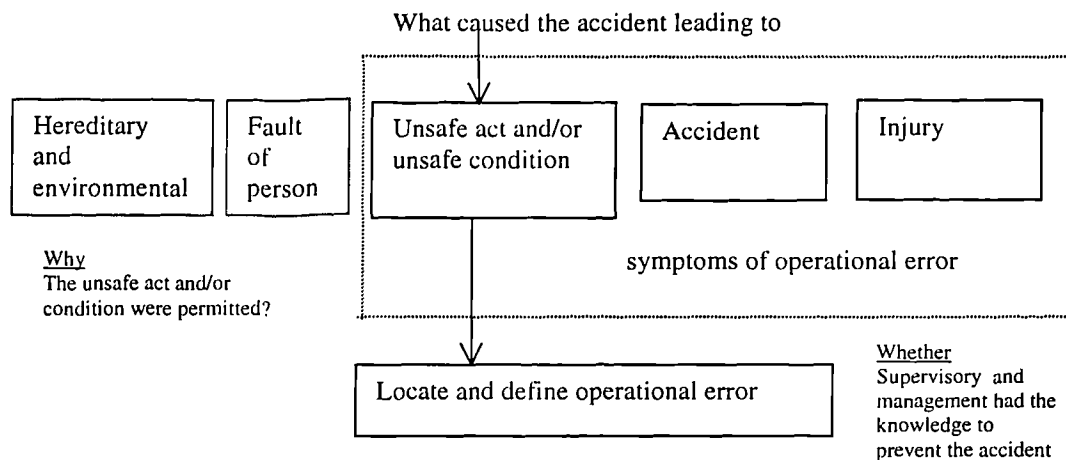 What caused the accident leading to
Hereditary
and
environmental
Fault
of
person
Unsafe act and/or
unsafe condition
Accident
Injury
Why
The unsafe act and/or
condition were permitted?
symptoms of operational error
Locate and define operational error
Whether
Supervisory and
management had the
knowledge to
prevent the accident